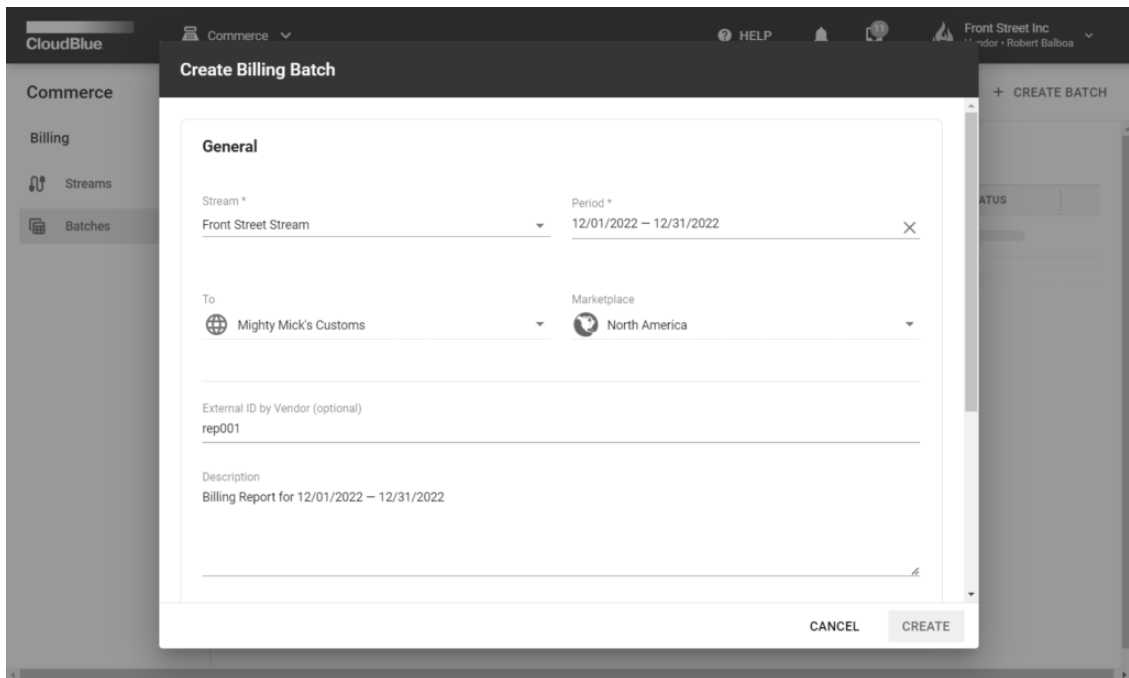 CloudBlue
Commerce
HELP
11
Front Street Inc
Vendor • Robert Balboa
Commerce
+ CREATE BATCH
Billing
Streams
Batches
Create Billing Batch
General
Stream *
Front Street Stream
Period *
12/01/2022 — 12/31/2022
To
Mighty Mick's Customs
Marketplace
North America
External ID by Vendor (optional)
rep001
Description
Billing Report for 12/01/2022 — 12/31/2022
CANCEL
CREATE